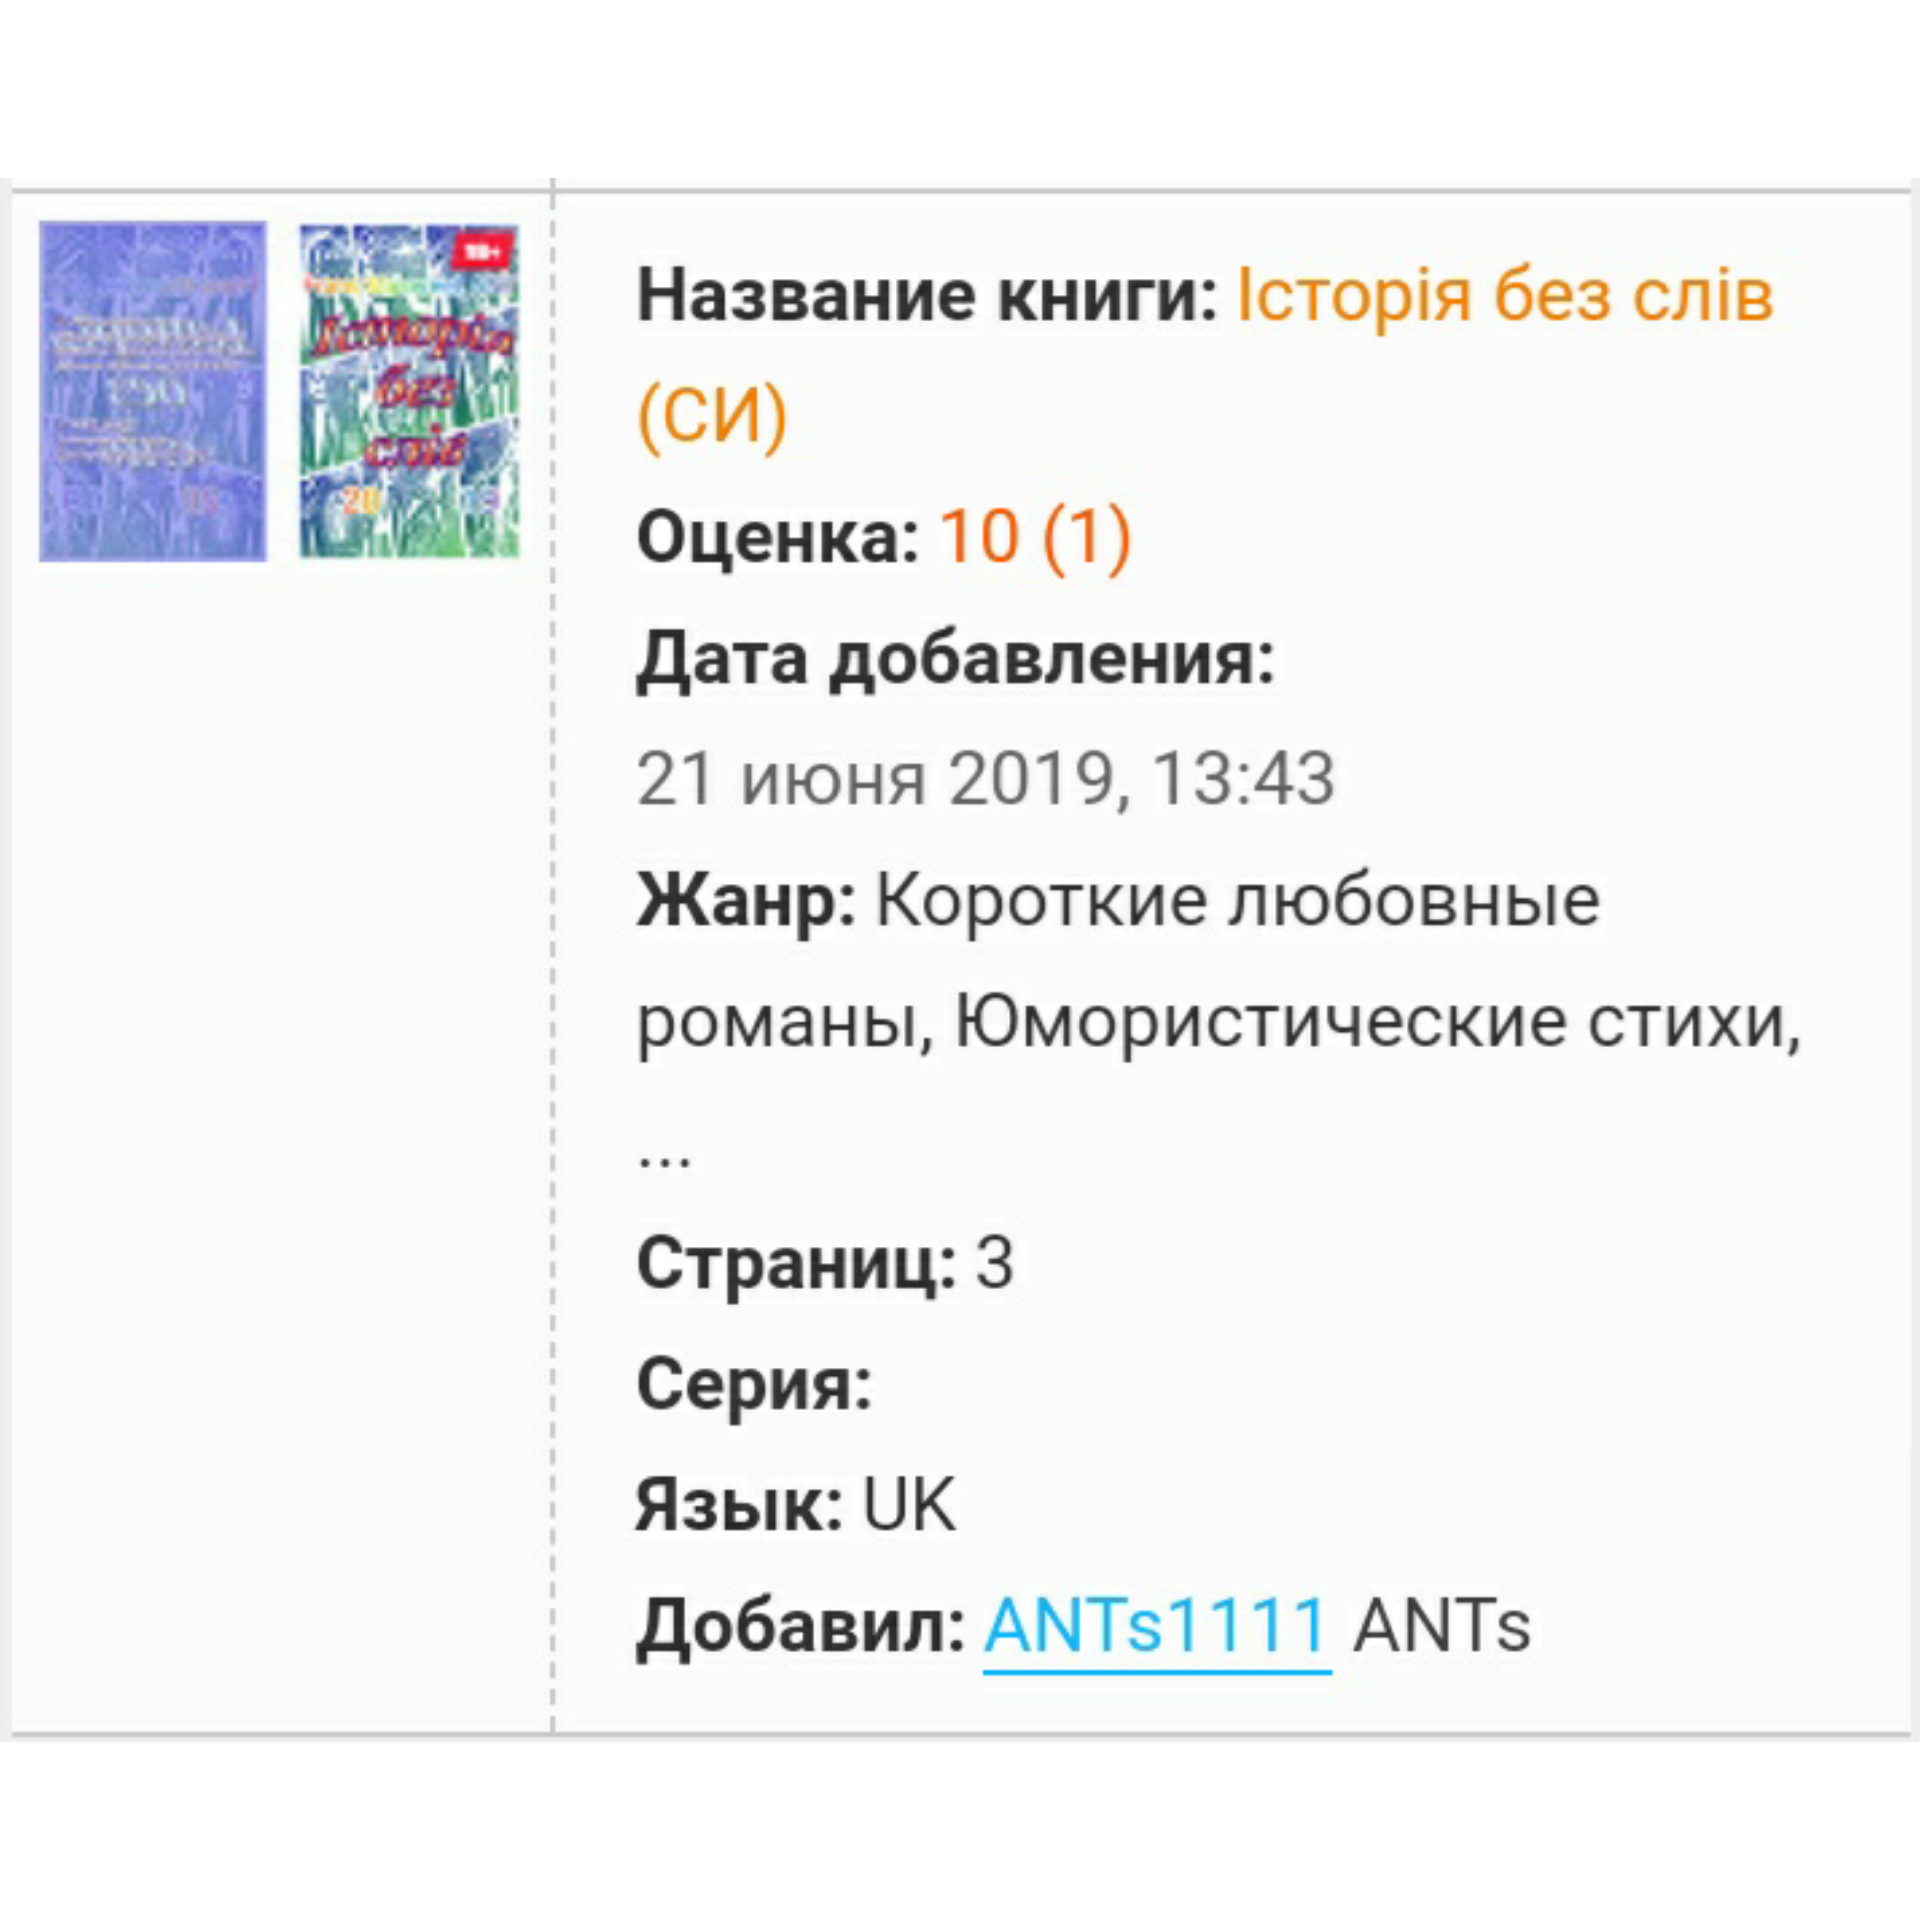 18+
Історія
без
слів
20
Название книги: Історія без слів
(СИ)
Оценка: 10 (1)
Дата добавления:
21 июня 2019, 13:43
Жанр: Короткие любовные
романы, Юмористические стихи,
...
Страниц: 3
Серия:
Язык: UK
Добавил: ANTs1111 ANTs